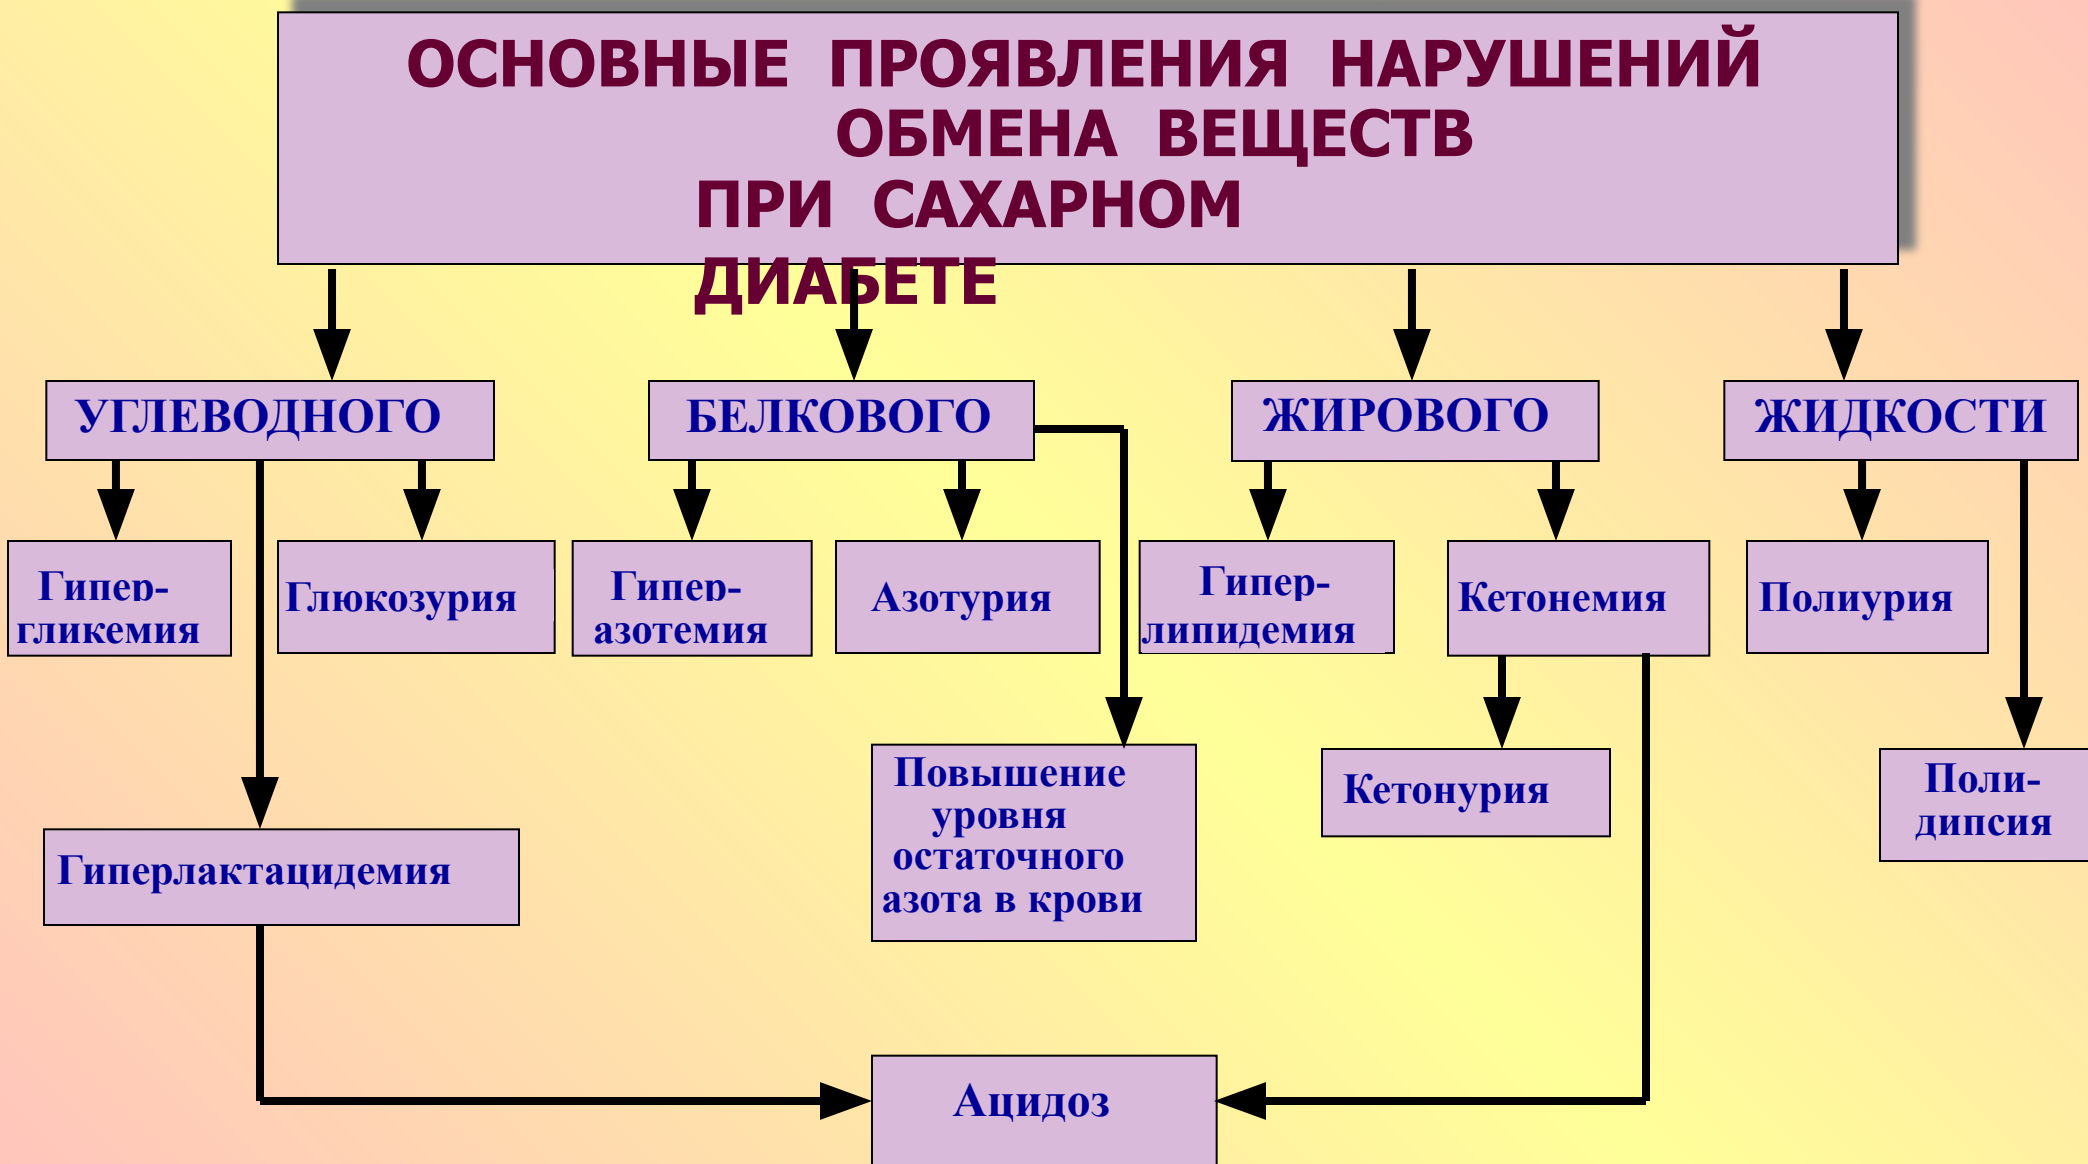 ОСНОВНЫЕ ПРОЯВЛЕНИЯ НАРУШЕНИЙ
ОБМЕНА ВЕЩЕСТВ
ПРИ САХАРНОМ
ДИАБЕТЕ
УГЛЕВОДНОГО
БЕЛКОВОГО
ЖИРОВОГО
ЖИДКОСТИ
Гипер-
гликемия
Глюкозурия
Гипер-
азотемия
Азотурия
Гипер-
липидемия
Кетонемия
Полиурия
Повышение
уровня
остаточного
азота в крови
Кетонурия
Поли-
дипсия
Гиперлактацидемия
Ацидоз